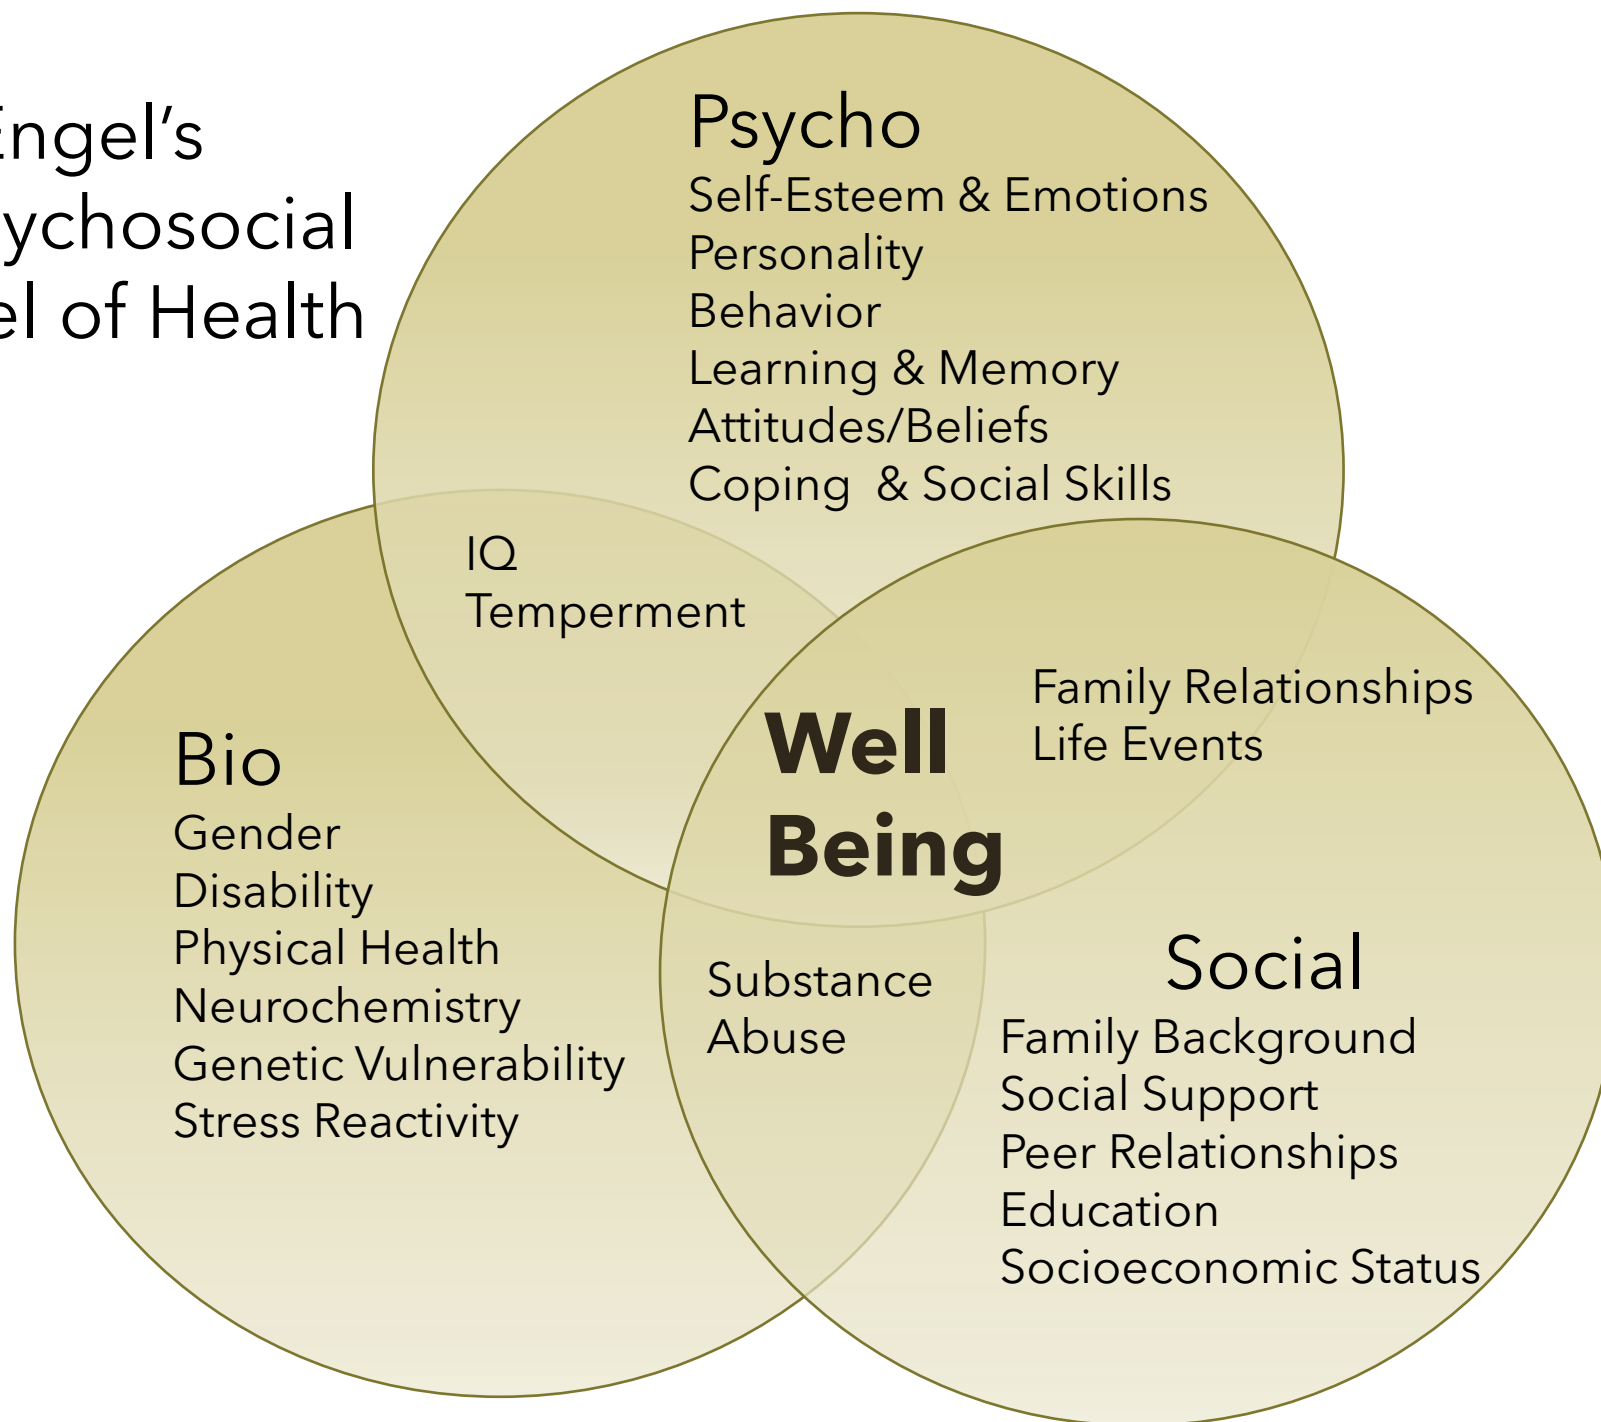 Engel's
ychosocial
el of Health
Psycho
Self-Esteem & Emotions
Personality
Behavior
Learning & Memory
Attitudes/Beliefs
Coping & Social Skills
IQ
Temperment
Family Relationships
Life Events
Well
Being
Bio
Gender
Disability
Physical Health
Neurochemistry
Genetic Vulnerability
Stress Reactivity
Substance
Abuse
Social
Family Background
Social Support
Peer Relationships
Education
Socioeconomic Status